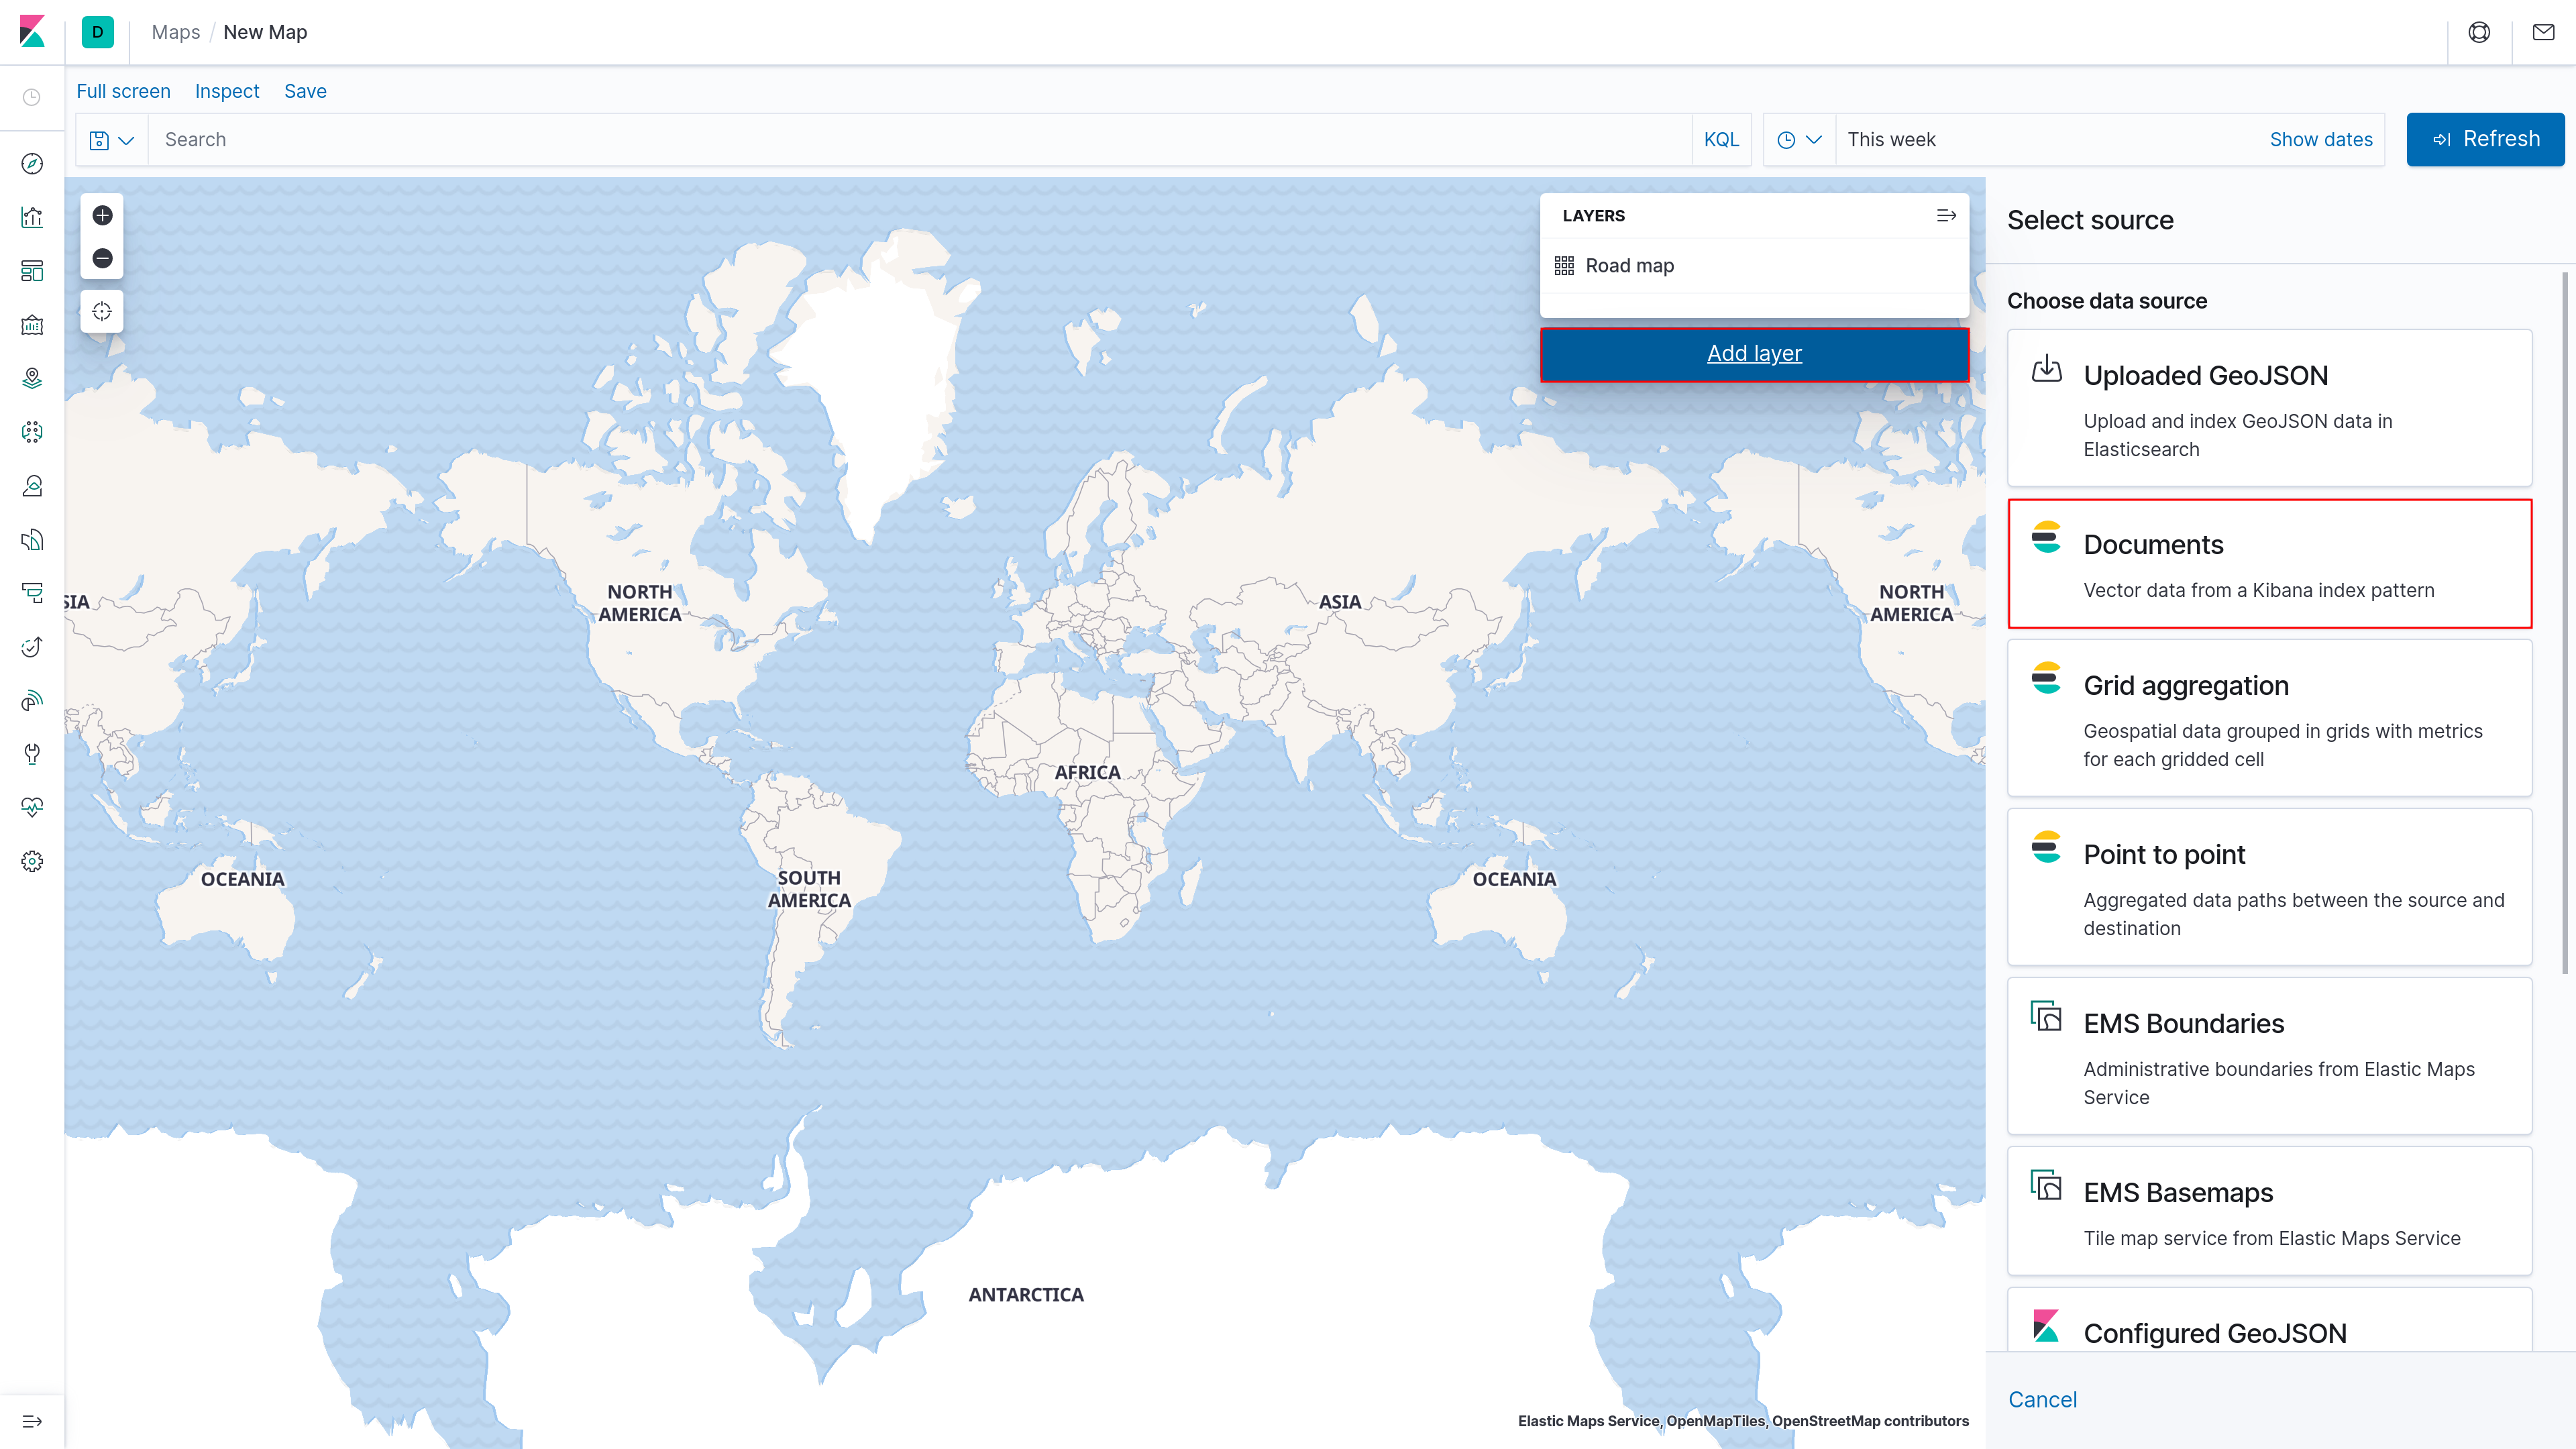 D
Maps / New Map
Full screen Inspect Save
Search KQL This week Show dates Refresh
LAYERS
Road map
Add layer
NORTH
AMERICA
SIA
ASIA
NORTH
AMERICA
AFRICA
SOUTH
AMERICA
OCEANIA
OCEANIA
ANTARCTICA
Elastic Maps Service, OpenMapTiles, OpenStreetMap contributors
Select source
Choose data source
Uploaded GeoJSON
Upload and index GeoJSON data in
Elasticsearch
Documents
Vector data from a Kibana index pattern
Grid aggregation
Geospatial data grouped in grids with metrics
for each gridded cell
Point to point
Aggregated data paths between the source and
destination
EMS Boundaries
Administrative boundaries from Elastic Maps
Service
EMS Basemaps
Tile map service from Elastic Maps Service
Configured GeoJSON
Cancel